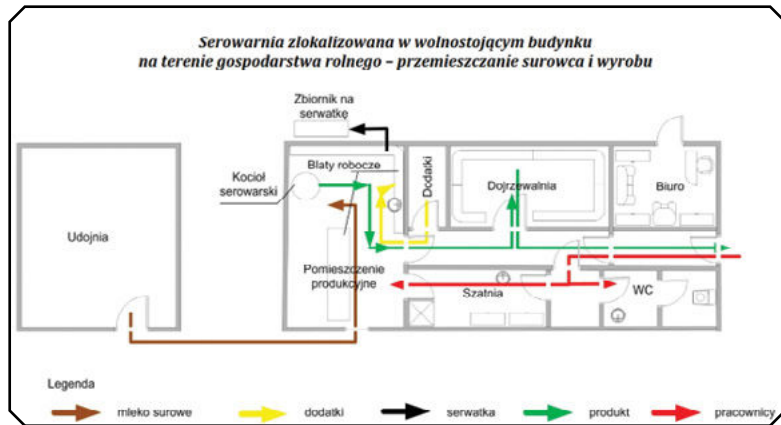 Serowarnia zlokalizowana w wolnostojącym budynku
na terenie gospodarstwa rolnego – przemieszczanie surowca i wyrobu
Zbiornik na
serwatkę
Blaty robocze
Kocioł
serowarski
Dodatki
Dojrzewalnia
Biuro
Udojnia
Pomieszczenie
produkcyjne
Szatnia
WC
Legenda
mleko surowe
dodatki
serwatka
produkt
pracownicy